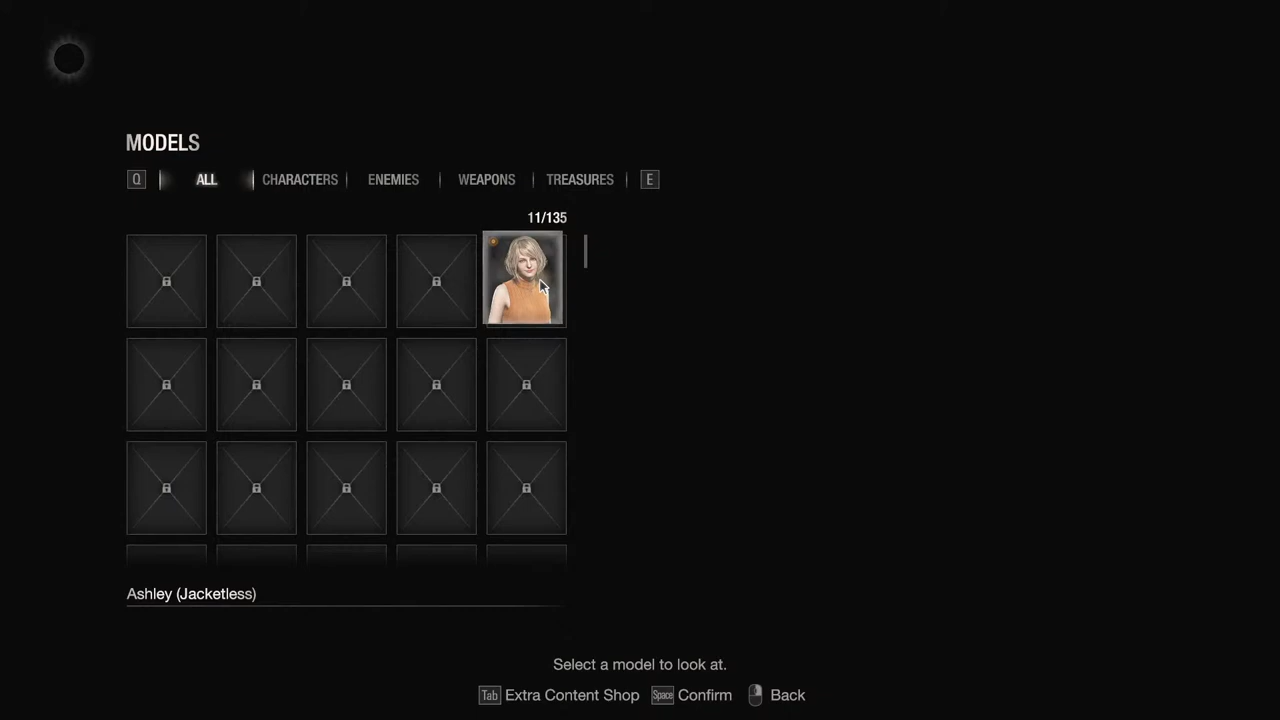 MODELS
Q ALL CHARACTERS ENEMIES WEAPONS TREASURES E
11/135
Ashley (Jacketless)
Select a model to look at.
Tab Extra Content Shop Space Confirm Back